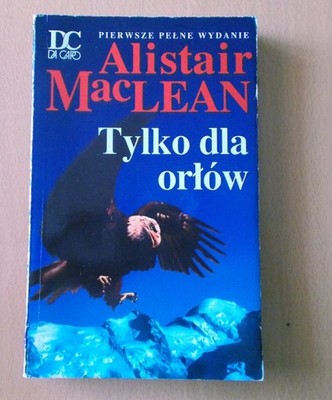 DC
DA CAPO
PIERWSZE PEŁNE WYDANIE
Alistair
MACLEAN
Tylko dla
orłów